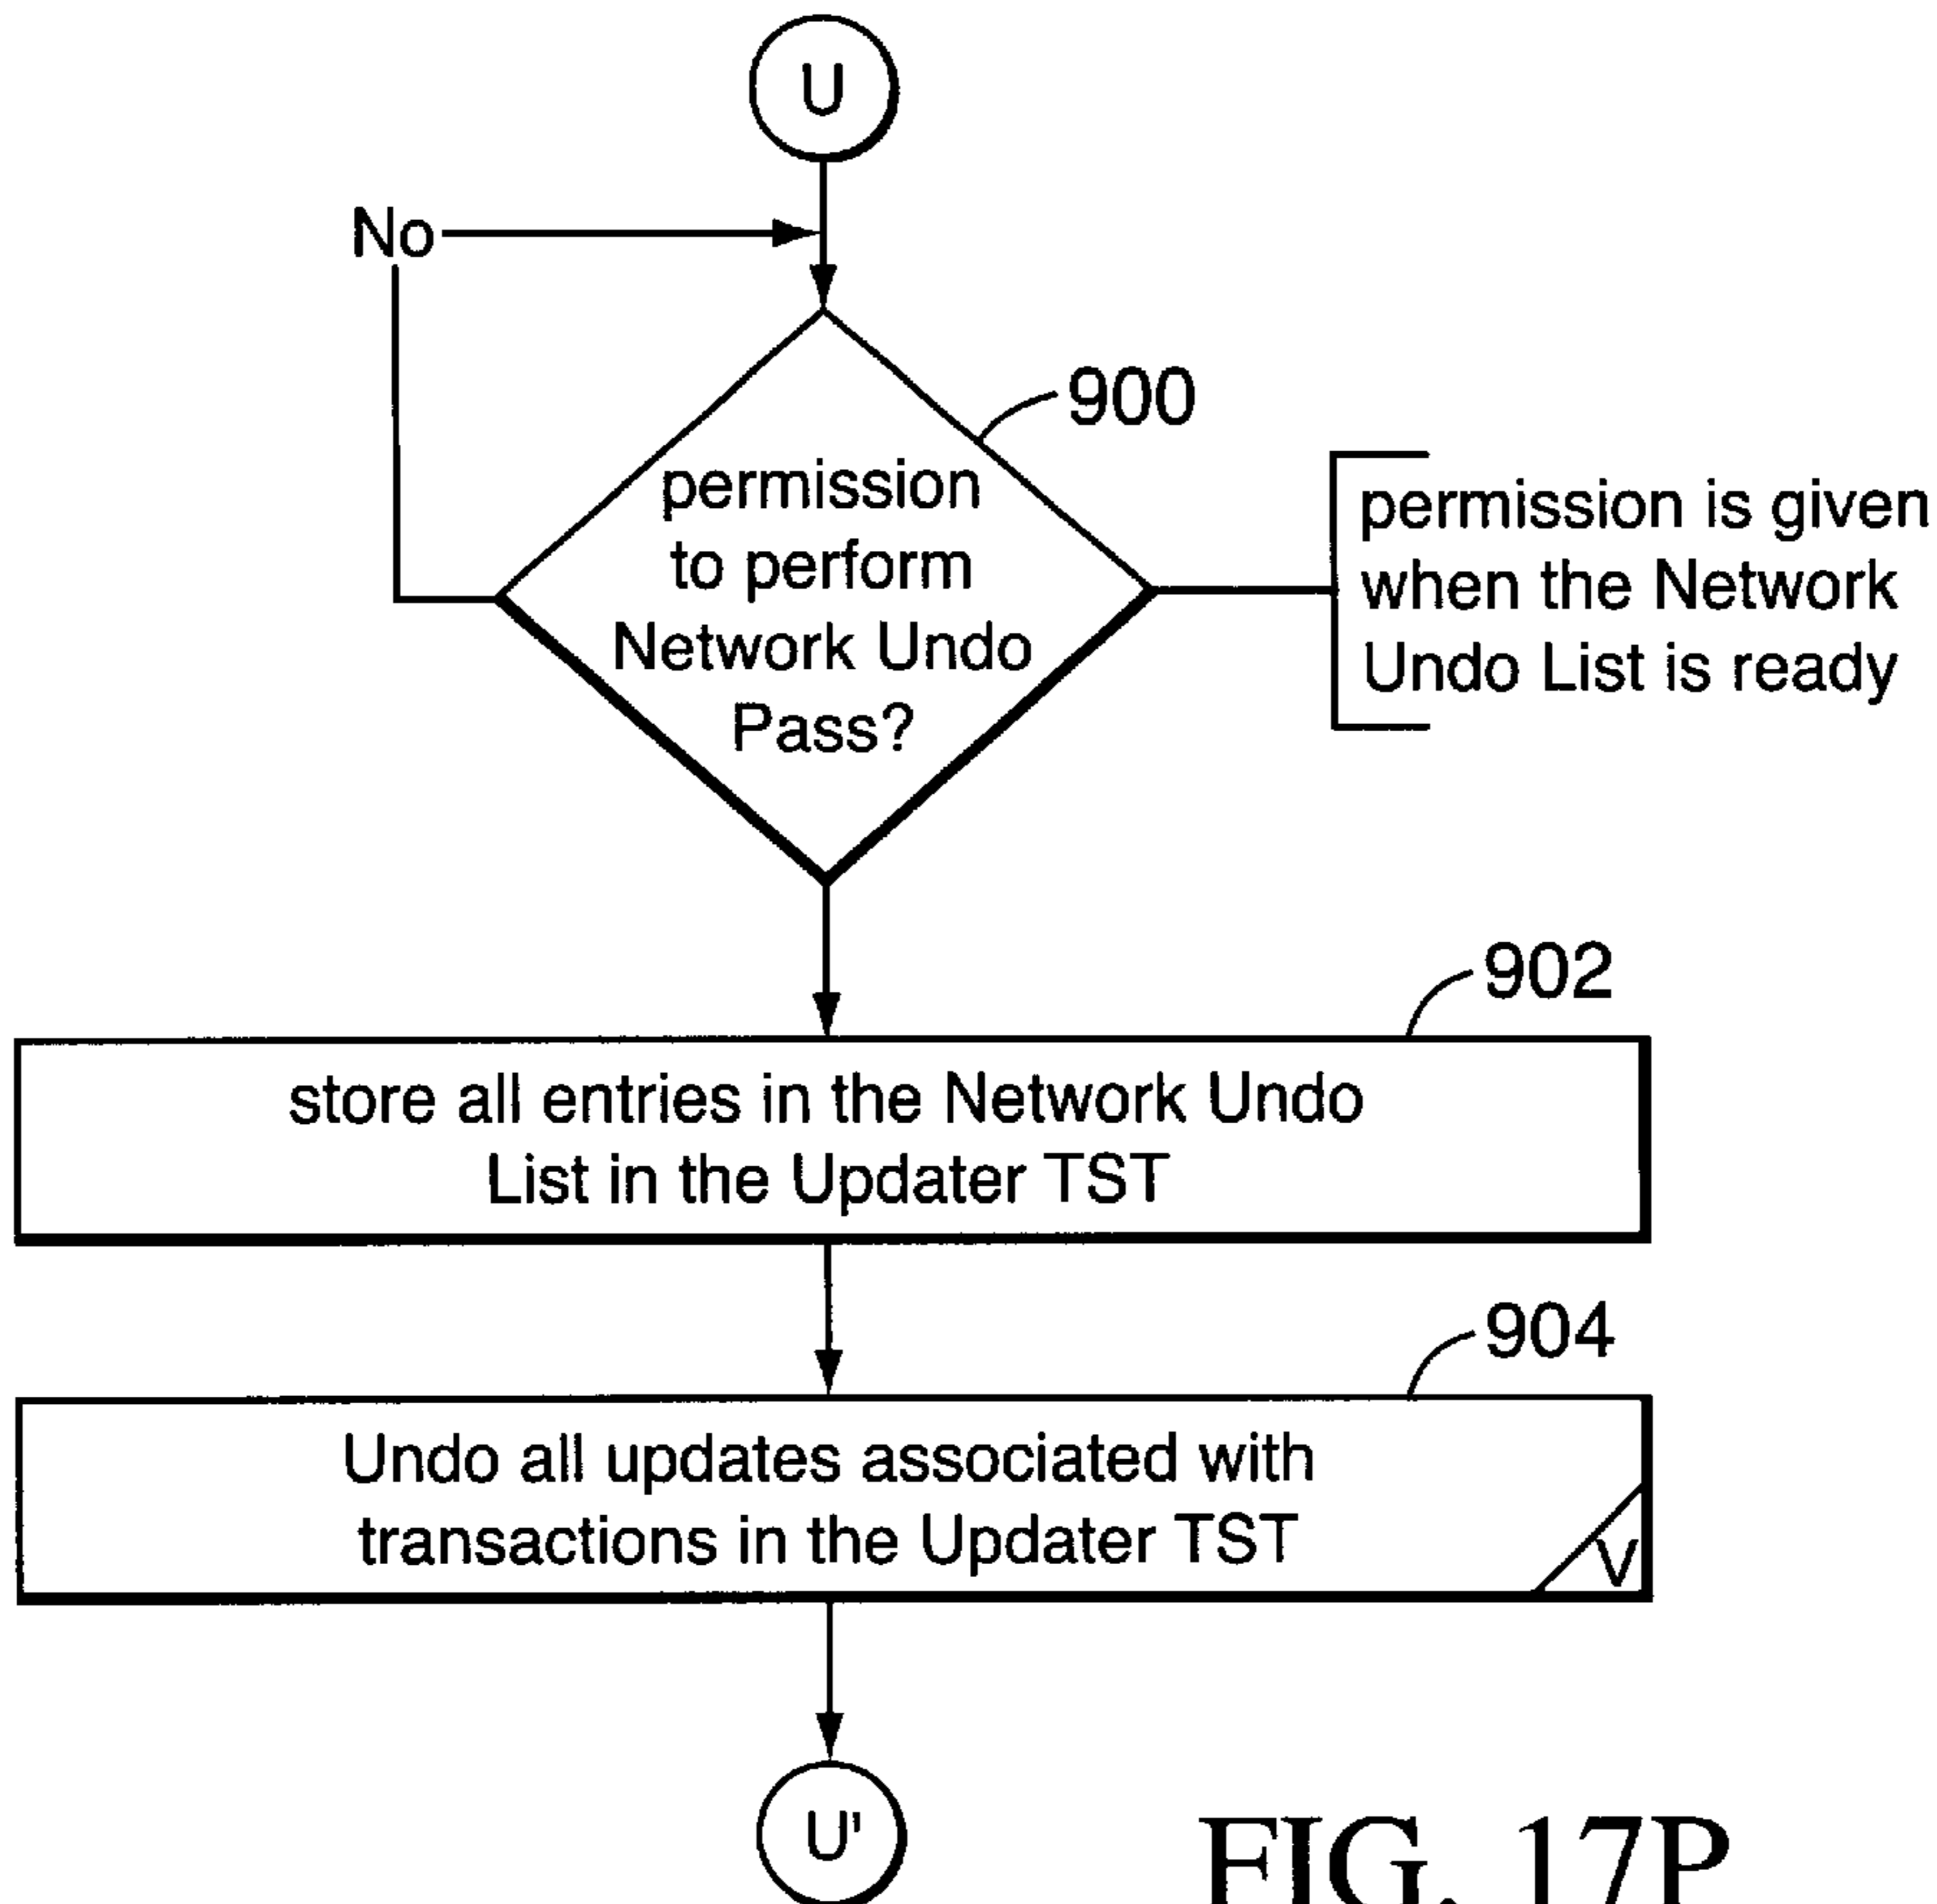 U
No
900
permission
to perform
Network Undo
Pass?
permission is given
when the Network
Undo List is ready
902
store all entries in the Network Undo
List in the Updater TST
904
Undo all updates associated with
transactions in the Updater TST
V
U'
FIG. 17P